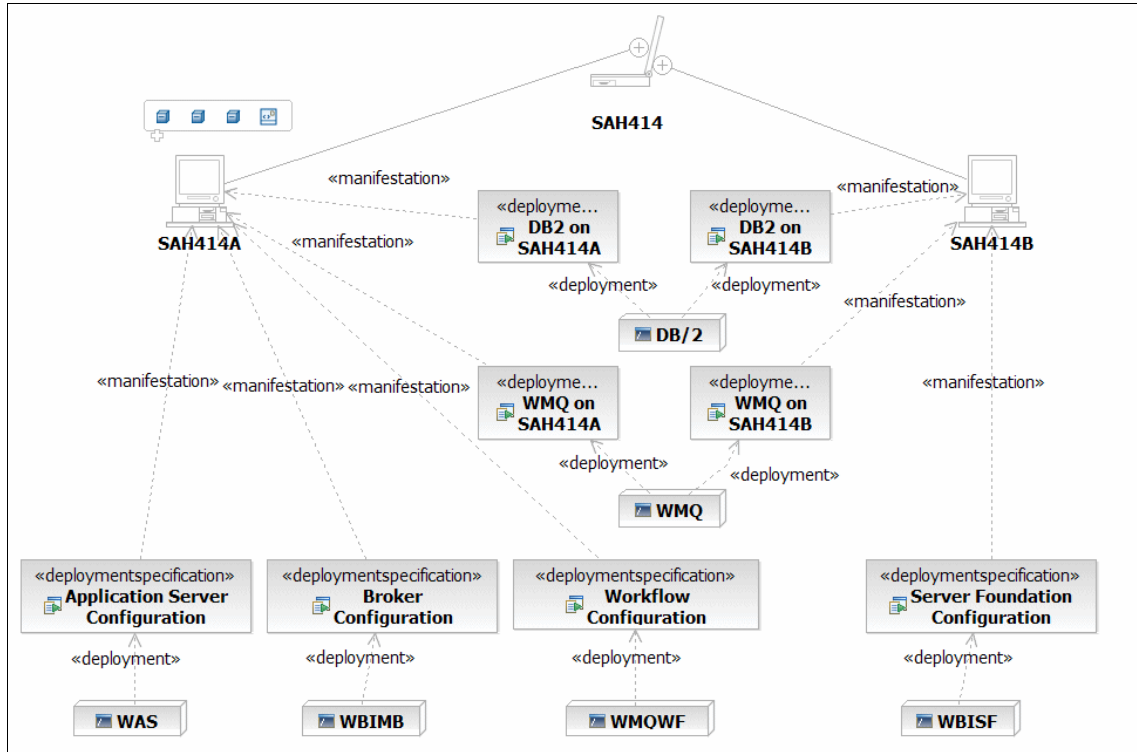 SAH414
«manifestation»
«manifestation»
SAH414A
SAH414B
«deployme...
DB2 on
SAH414A
«deployme...
DB2 on
SAH414B
«manifestation»
«deployment»
«deployment»
«manifestation»
DB/2
«manifestation»
«manifestation»
«manifestation»
«deployme...
WMQ on
SAH414A
«deployme...
WMQ on
SAH414B
«manifestation»
«deployment»
«deployment»
WMQ
«deploymentspecification»
Application Server
Configuration
«deploymentspecification»
Broker
Configuration
«deploymentspecification»
Workflow
Configuration
«deploymentspecification»
Server Foundation
Configuration
«deployment»
«deployment»
«deployment»
«deployment»
WAS
WBIMB
WMQWF
WBISF